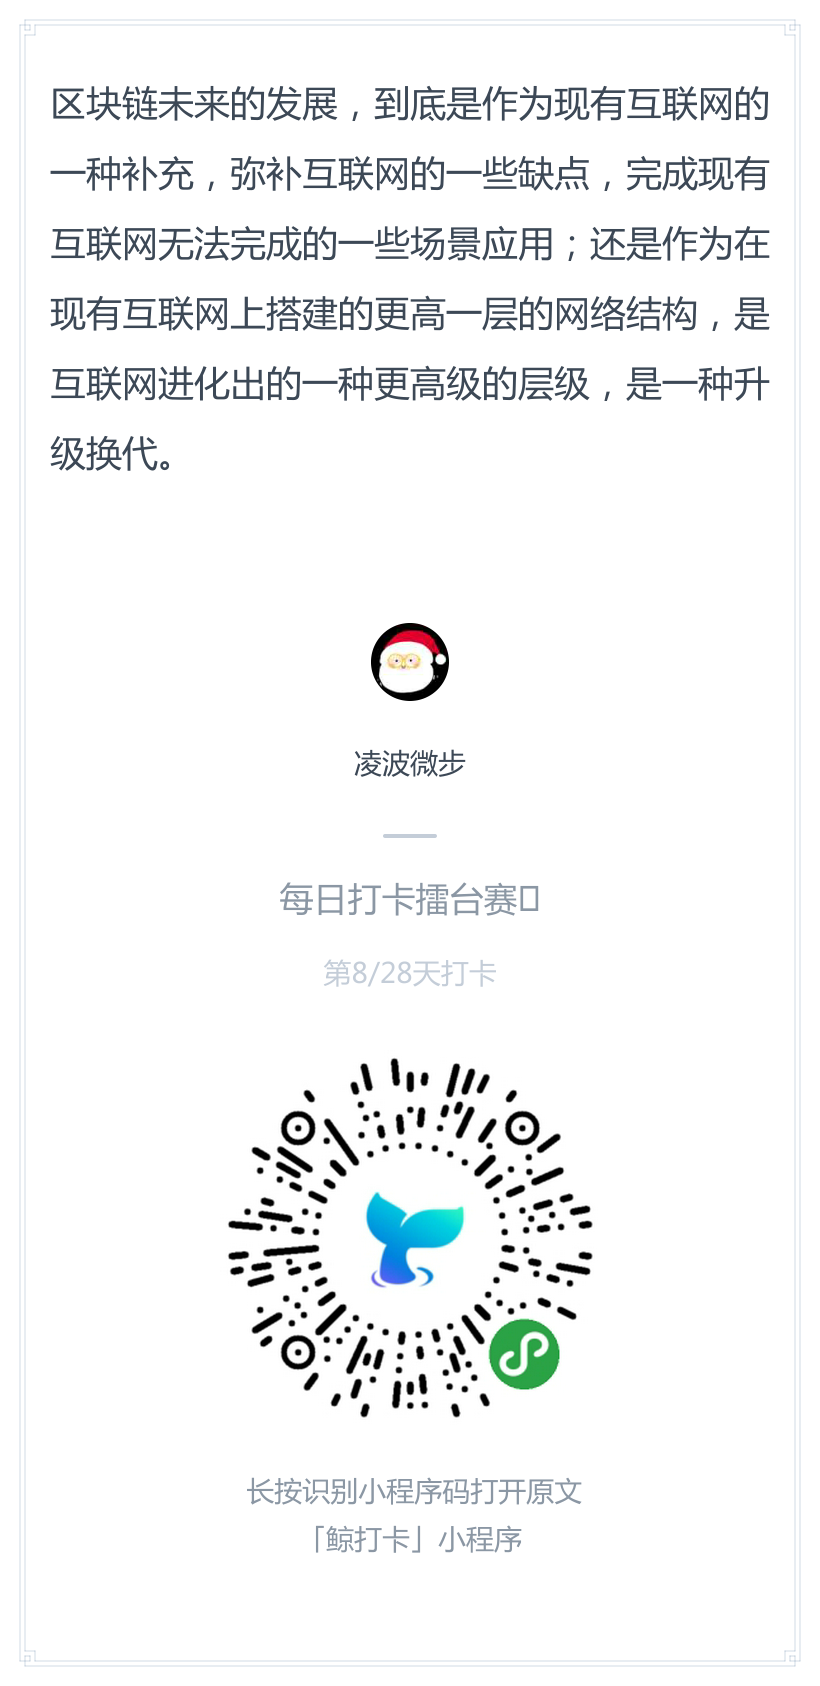 区块链未来的发展，到底是作为现有互联网的
一种补充，弥补互联网的一些缺点，完成现有
互联网无法完成的一些场景应用；还是作为在
现有互联网上搭建的更高一层的网络结构，是
互联网进化出的一种更高级的层级，是一种升
级换代。
凌波微步
每日打卡擂台赛
第8/28天打卡
长按识别小程序码打开原文
「鲸打卡」小程序